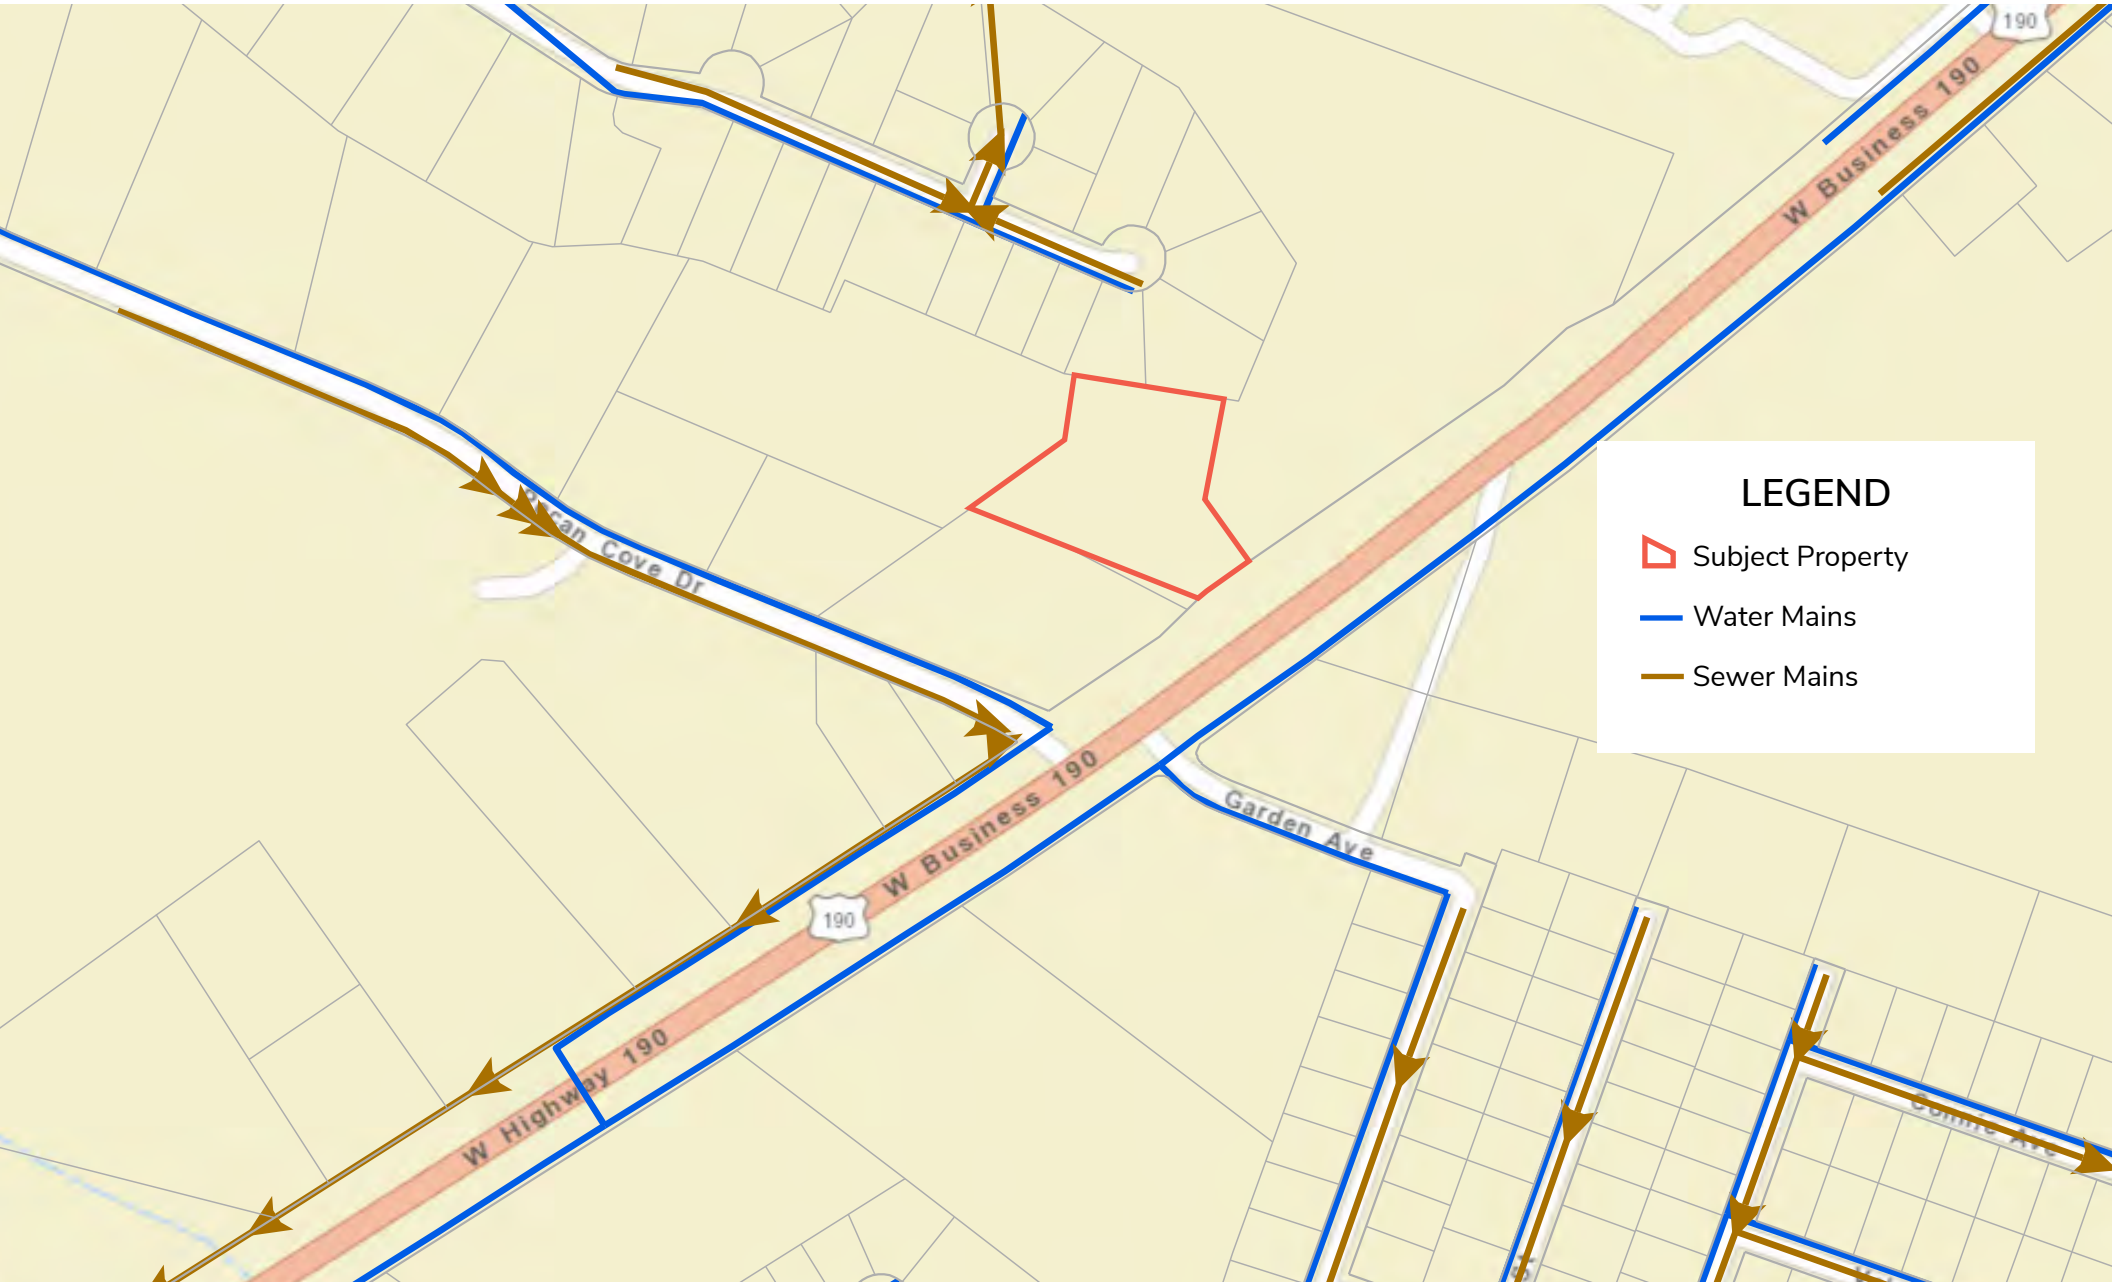 190
W Business 190
LEGEND
Subject Property
Water Mains
Sewer Mains
Pecan Cove Dr
W Business 190
Garden Ave
190
W Highway 190
Connie Ave